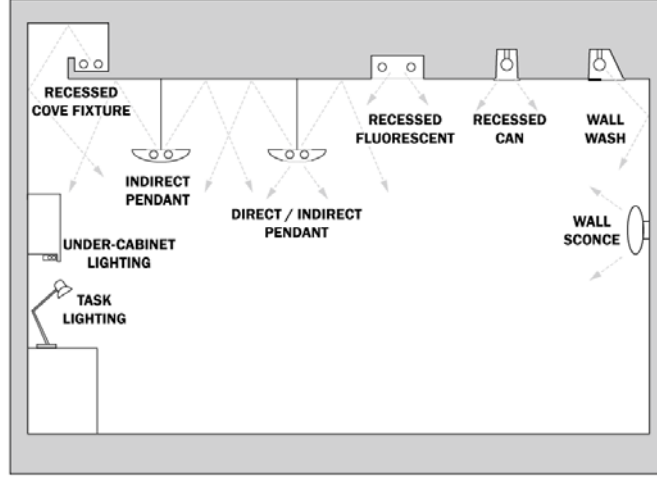 RECESSED
COVE FIXTURE
RECESSED
FLUORESCENT
RECESSED
CAN
WALL
WASH
INDIRECT
PENDANT
DIRECT / INDIRECT
PENDANT
WALL
SCONCE
UNDER-CABINET
LIGHTING
TASK
LIGHTING